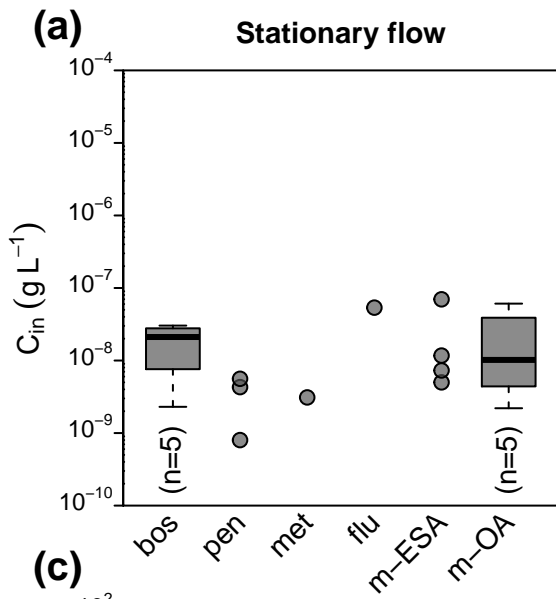 (a) Stationary flow
10⁻⁴
10⁻⁵
10⁻⁶
10⁻⁷
10⁻⁸
10⁻⁹
10⁻¹⁰
C_in (g L⁻¹)
(n=5)
(n=5)
bos pen met flu m−ESA m−OA
(c)
10²